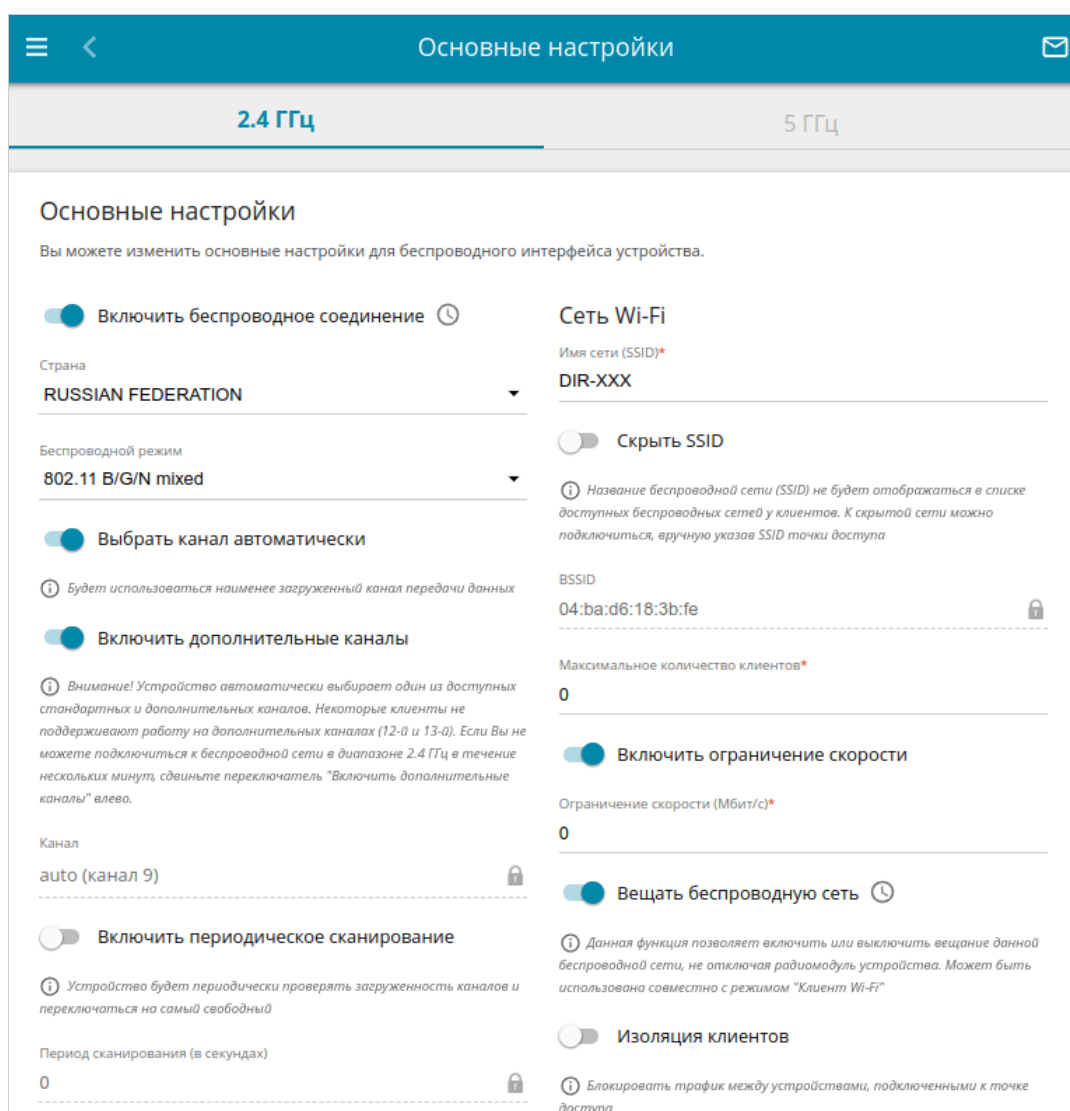 Основные настройки
2.4 ГГц
5 ГГц
Основные настройки
Вы можете изменить основные настройки для беспроводного интерфейса устройства.
Включить беспроводное соединение
Страна
RUSSIAN FEDERATION
Беспроводной режим
802.11 B/G/N mixed
Выбрать канал автоматически
Будет использоваться наименее загруженный канал передачи данных
Включить дополнительные каналы
Внимание! Устройство автоматически выбирает один из доступных
стандартных и дополнительных каналов. Некоторые клиенты не
поддерживают работу на дополнительных каналах (12-й и 13-й). Если Вы не
можете подключиться к беспроводной сети в диапазоне 2.4 ГГц в течение
нескольких минут, сдвиньте переключатель "Включить дополнительные
каналы" влево.
Канал
auto (канал 9)
Включить периодическое сканирование
Устройство будет периодически проверять загруженность каналов и
переключаться на самый свободный
Период сканирования (в секундах)
0
Сеть Wi-Fi
Имя сети (SSID)*
DIR-XXX
Скрыть SSID
Название беспроводной сети (SSID) не будет отображаться в списке
доступных беспроводных сетей у клиентов. К скрытой сети можно
подключиться, вручную указав SSID точки доступа
BSSID
04:ba:d6:18:3b:fe
Максимальное количество клиентов*
0
Включить ограничение скорости
Ограничение скорости (Мбит/с)*
0
Вещать беспроводную сеть
Данная функция позволяет включить или выключить вещание данной
беспроводной сети, не отключая радиомодуль устройства. Может быть
использована совместно с режимом "Клиент Wi-Fi"
Изоляция клиентов
Блокировать трафик между устройствами, подключенными к точке
доступа